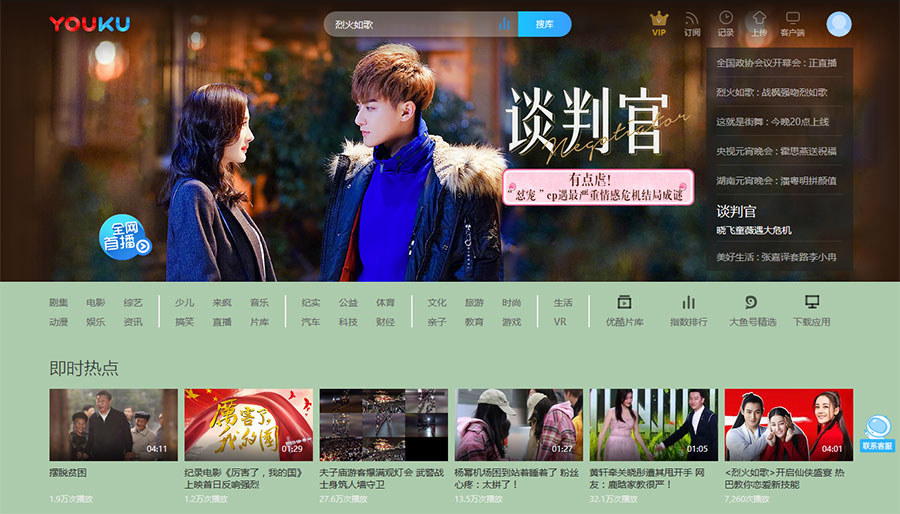 YOUKU
烈火如歌
搜库
VIP
订阅
记录
上传
客户端
全国政协会议开幕会 : 正直播
烈火如歌 : 战枫强吻烈如歌
这就是街舞 : 今晚20点上线
央视元宵晚会 : 霍思燕送祝福
湖南元宵晚会 : 潘粤明拼颜值
谈判官
晓飞童薇遇大危机
美好生活 : 张嘉译套路李小冉
谈判官
Negotiator
有点虐!
“怼宠”cp遇最严重情感危机结局成谜
全网
首播
剧集 电影 综艺 少儿 来疯 音乐 纪实 公益 体育 文化 旅游 时尚 生活
动漫 娱乐 资讯 搞笑 直播 片库 汽车 科技 财经 亲子 教育 游戏 VR
优酷片库 指数排行 大鱼号精选 下载应用
即时热点
04:11
厉害了,
我的国
01:29
01:27
01:05
04:01
摆脱贫困
1.9万次播放
纪录电影《厉害了，我的国》
上映首日反响强烈
1.2万次播放
夫子庙游客爆满观灯会 武警战
士身筑人墙守卫
27.6万次播放
杨幂机场困到站着睡着了 粉丝
心疼：太拼了！
13.5万次播放
黄轩牵关晓彤遭其甩开手 网
友：鹿晗家教很严！
32.1万次播放
<烈火如歌>开启仙侠盛宴 热
巴教你恋爱新技能
7,260次播放
联系客服